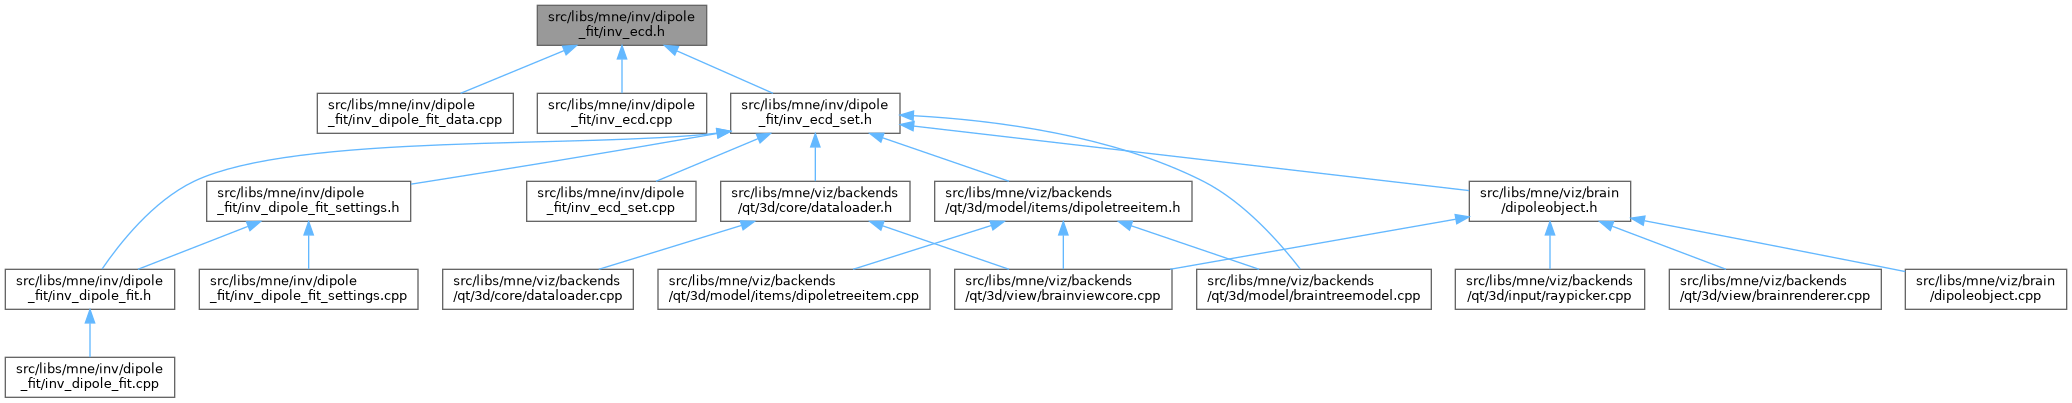 src/libs/mne/inv/dipole
_fit/inv_ecd.h
src/libs/mne/inv/dipole
_fit/inv_dipole_fit_data.cpp
src/libs/mne/inv/dipole
_fit/inv_ecd.cpp
src/libs/mne/inv/dipole
_fit/inv_ecd_set.h
src/libs/mne/inv/dipole
_fit/inv_dipole_fit_settings.h
src/libs/mne/inv/dipole
_fit/inv_ecd_set.cpp
src/libs/mne/viz/backends
/qt/3d/core/dataloader.h
src/libs/mne/viz/backends
/qt/3d/model/items/dipoletreeitem.h
src/libs/mne/viz/brain
/dipoleobject.h
src/libs/mne/inv/dipole
_fit/inv_dipole_fit.h
src/libs/mne/inv/dipole
_fit/inv_dipole_fit_settings.cpp
src/libs/mne/viz/backends
/qt/3d/core/dataloader.cpp
src/libs/mne/viz/backends
/qt/3d/model/items/dipoletreeitem.cpp
src/libs/mne/viz/backends
/qt/3d/view/brainviewcore.cpp
src/libs/mne/viz/backends
/qt/3d/model/braintreemodel.cpp
src/libs/mne/viz/backends
/qt/3d/input/raypicker.cpp
src/libs/mne/viz/backends
/qt/3d/view/brainrenderer.cpp
src/libs/mne/viz/brain
/dipoleobject.cpp
src/libs/mne/inv/dipole
_fit/inv_dipole_fit.cpp